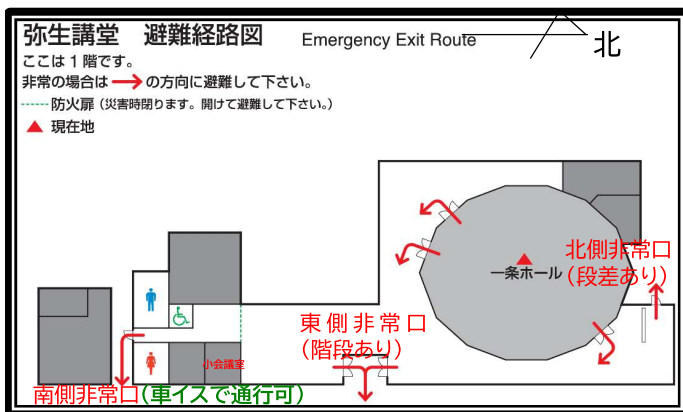 弥生講堂　避難経路図　Emergency Exit Route
北
ここは１階です。
非常の場合は→の方向に避難して下さい。
防火扉（災害時閉ります。開けて避難して下さい。）
▲ 現在地
一条ホール
北側非常口
（段差あり）
東側非常口
（階段あり）
小会議室
南側非常口（車イスで通行可）